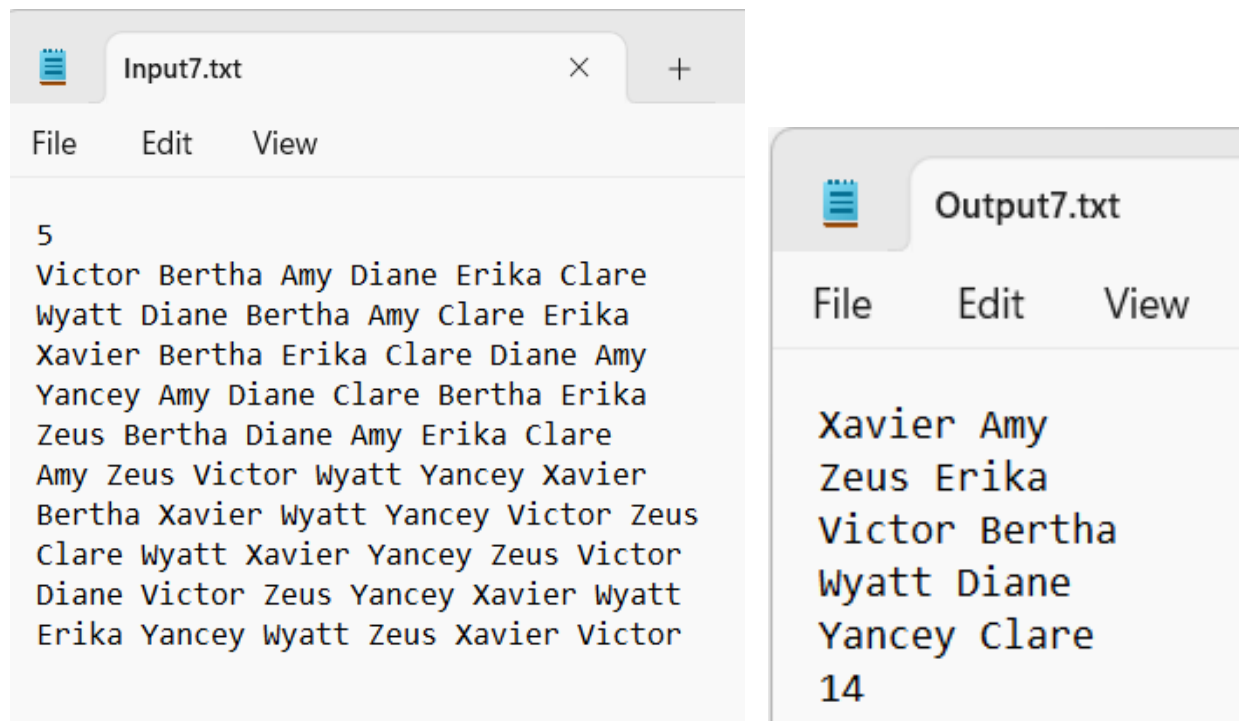 Input7.txt
File Edit View
5
Victor Bertha Amy Diane Erika Clare
Wyatt Diane Bertha Amy Clare Erika
Xavier Bertha Erika Clare Diane Amy
Yancey Amy Diane Clare Bertha Erika
Zeus Bertha Diane Amy Erika Clare
Amy Zeus Victor Wyatt Yancey Xavier
Bertha Xavier Wyatt Yancey Victor Zeus
Clare Wyatt Xavier Yancey Zeus Victor
Diane Victor Zeus Yancey Xavier Wyatt
Erika Yancey Wyatt Zeus Xavier Victor
Output7.txt
File Edit View
Xavier Amy
Zeus Erika
Victor Bertha
Wyatt Diane
Yancey Clare
14